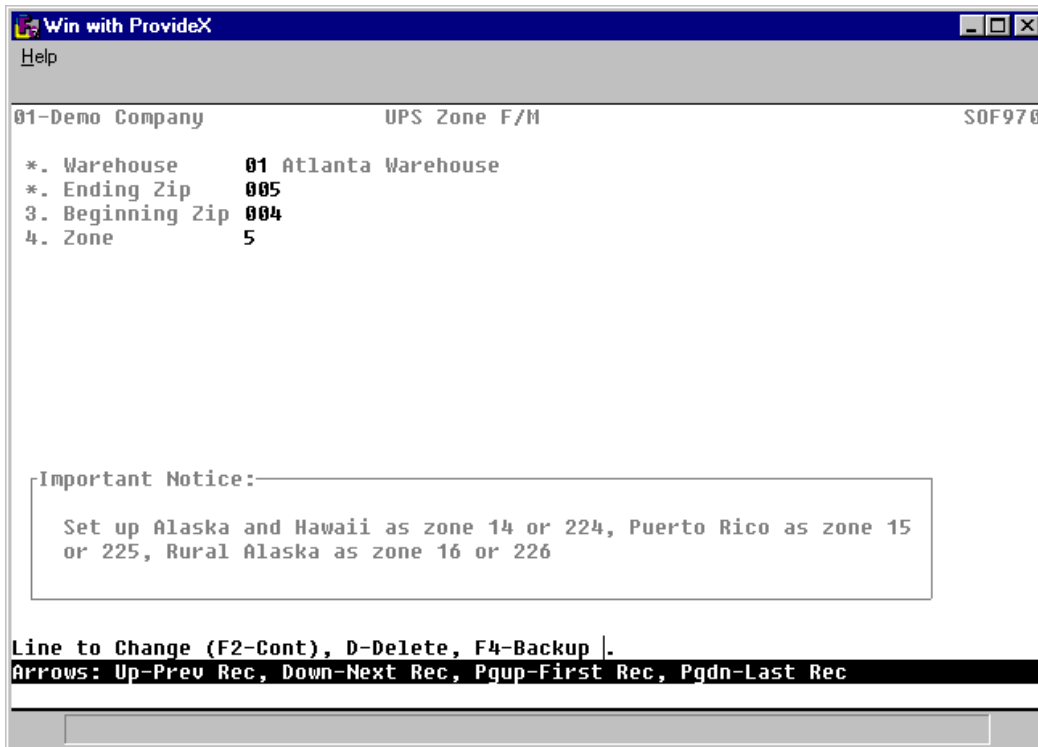 Win with ProvideX
Help
01-Demo Company UPS Zone F/M SOF970
*. Warehouse 01 Atlanta Warehouse
*. Ending Zip 005
3. Beginning Zip 004
4. Zone 5
Important Notice:
Set up Alaska and Hawaii as zone 14 or 224, Puerto Rico as zone 15
or 225, Rural Alaska as zone 16 or 226
Line to Change (F2-Cont), D-Delete, F4-Backup .
Arrows: Up-Prev Rec, Down-Next Rec, Pgup-First Rec, Pgdn-Last Rec